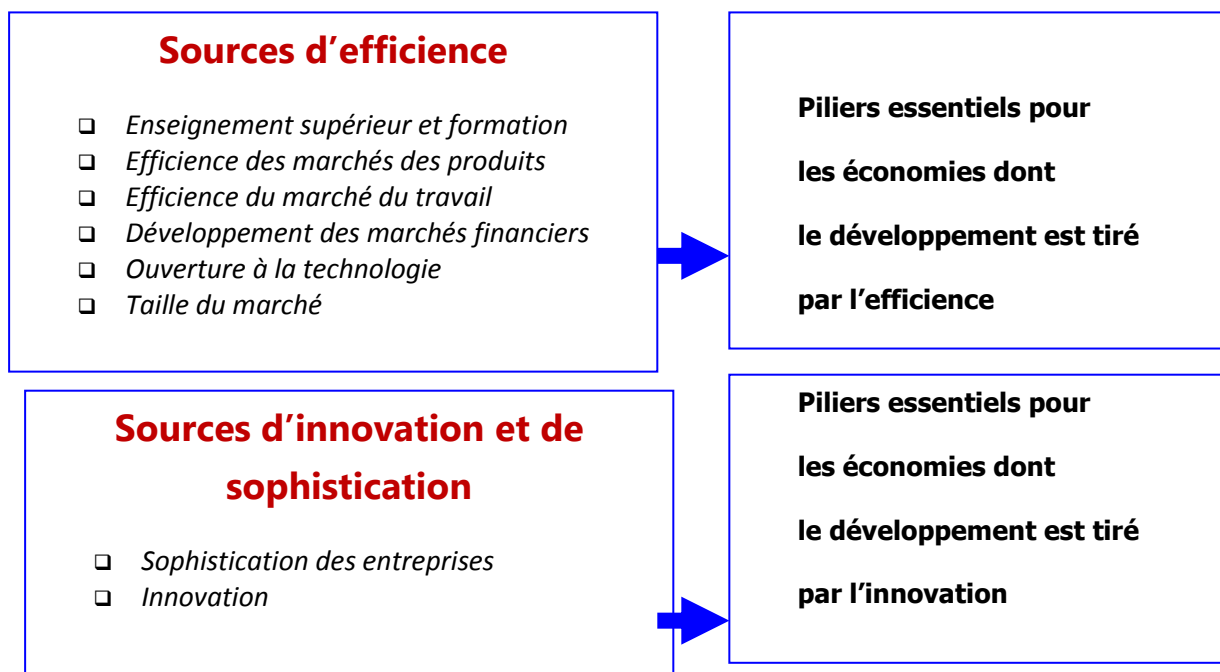 Sources d’efficience
❑ Enseignement supérieur et formation
❑ Efficience des marchés des produits
❑ Efficience du marché du travail
❑ Développement des marchés financiers
❑ Ouverture à la technologie
❑ Taille du marché
Piliers essentiels pour
les économies dont
le développement est tiré
par l’efficience
Sources d’innovation et de
sophistication
❑ Sophistication des entreprises
❑ Innovation
Piliers essentiels pour
les économies dont
le développement est tiré
par l’innovation